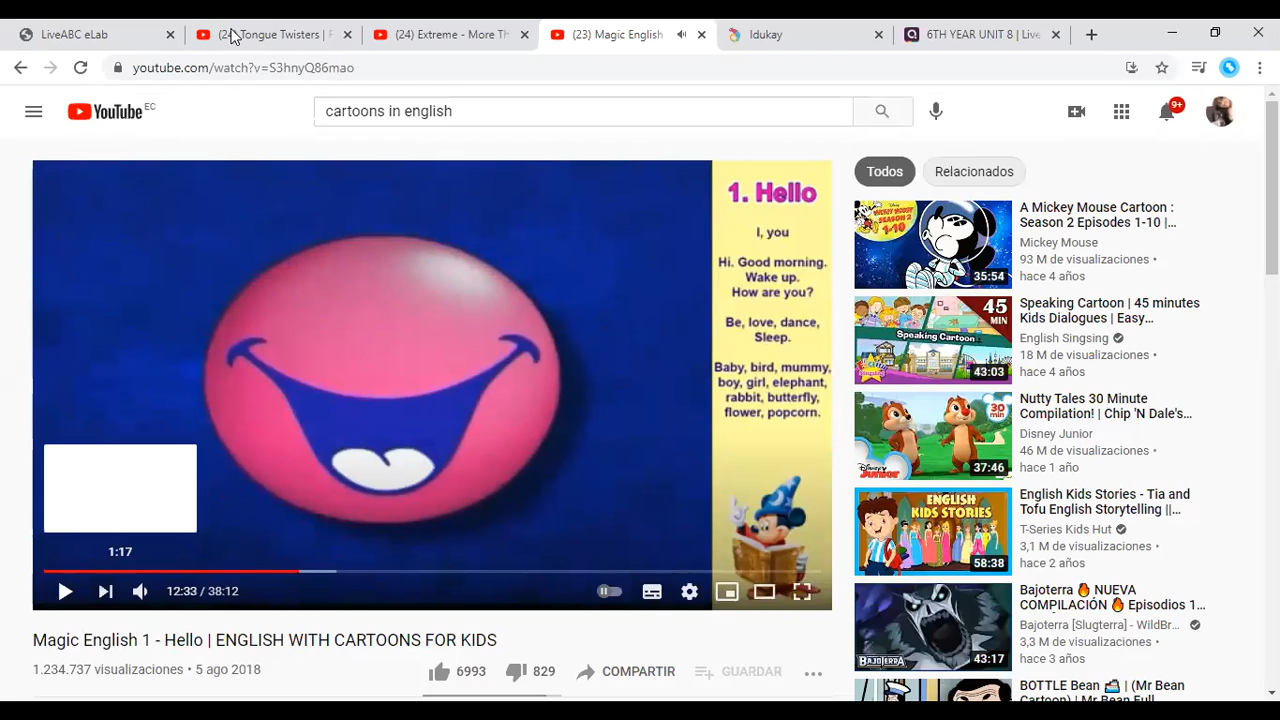 LiveABC eLab
(24) Tongue Twisters | F
(24) Extreme - More Th
(23) Magic English
Idukay
6TH YEAR UNIT 8 | Live
youtube.com/watch?v=S3hnyQ86mao
YouTube EC
cartoons in english
9+
1. Hello
I, you
Hi. Good morning.
Wake up.
How are you?
Be, love, dance,
Sleep.
Baby, bird, mummy,
boy, girl, elephant,
rabbit, butterfly,
flower, popcorn.
1:17
12:33 / 38:12
Magic English 1 - Hello | ENGLISH WITH CARTOONS FOR KIDS
1.234.737 visualizaciones • 5 ago 2018
6993
829
COMPARTIR
GUARDAR
Todos
Relacionados
35:54
A Mickey Mouse Cartoon :
Season 2 Episodes 1-10 |...
Mickey Mouse
93 M de visualizaciones •
hace 4 años
45
MIN
Speaking Cartoon
43:03
Speaking Cartoon | 45 minutes
Kids Dialogues | Easy...
English Singsing
18 M de visualizaciones •
hace 4 años
30
min
37:46
Nutty Tales 30 Minute
Compilation! | Chip 'N Dale's...
Disney Junior
46 M de visualizaciones •
hace 1 año
ENGLISH
KIDS STORIES
58:38
English Kids Stories - Tia and
Tofu English Storytelling ||...
T-Series Kids Hut
3,1 M de visualizaciones •
hace 2 años
BAJOTERRA
43:17
Bajoterra 🔥 NUEVA
COMPILACIÓN 🔥 Episodios 1...
Bajoterra [Slugterra] - WildBr...
3,3 M de visualizaciones •
hace 3 años
BOTTLE Bean 🛳 | (Mr Bean
Cartoon) | Mr Bean Full